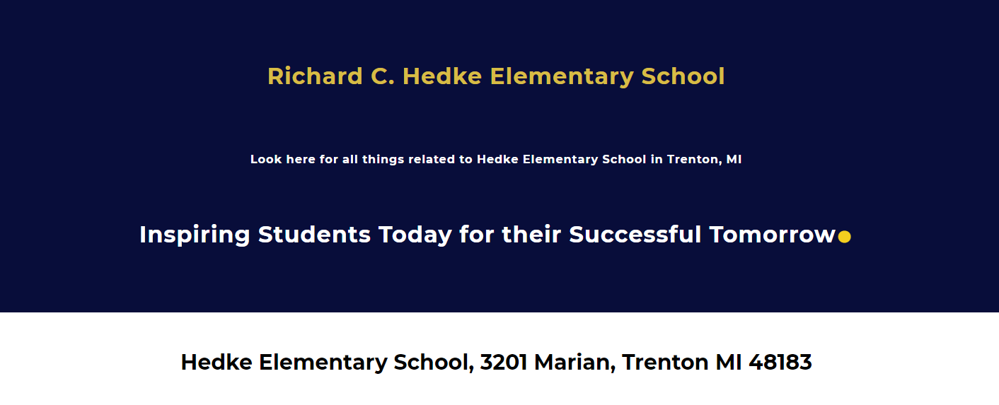 Richard C. Hedke Elementary School
Look here for all things related to Hedke Elementary School in Trenton, MI
Inspiring Students Today for their Successful Tomorrow.
Hedke Elementary School, 3201 Marian, Trenton MI 48183